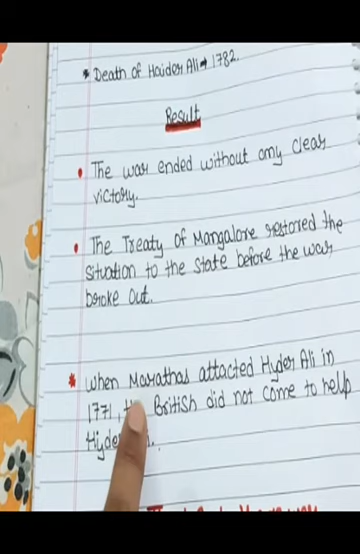 * Death of Haider Ali → 1782.
Result
• The war ended without any clear
victory.
• The Treaty of Mangalore restored the
situation to the state before the war
broke out.
* When Marathas attacted Hyder Ali in
1771, British did not come to help